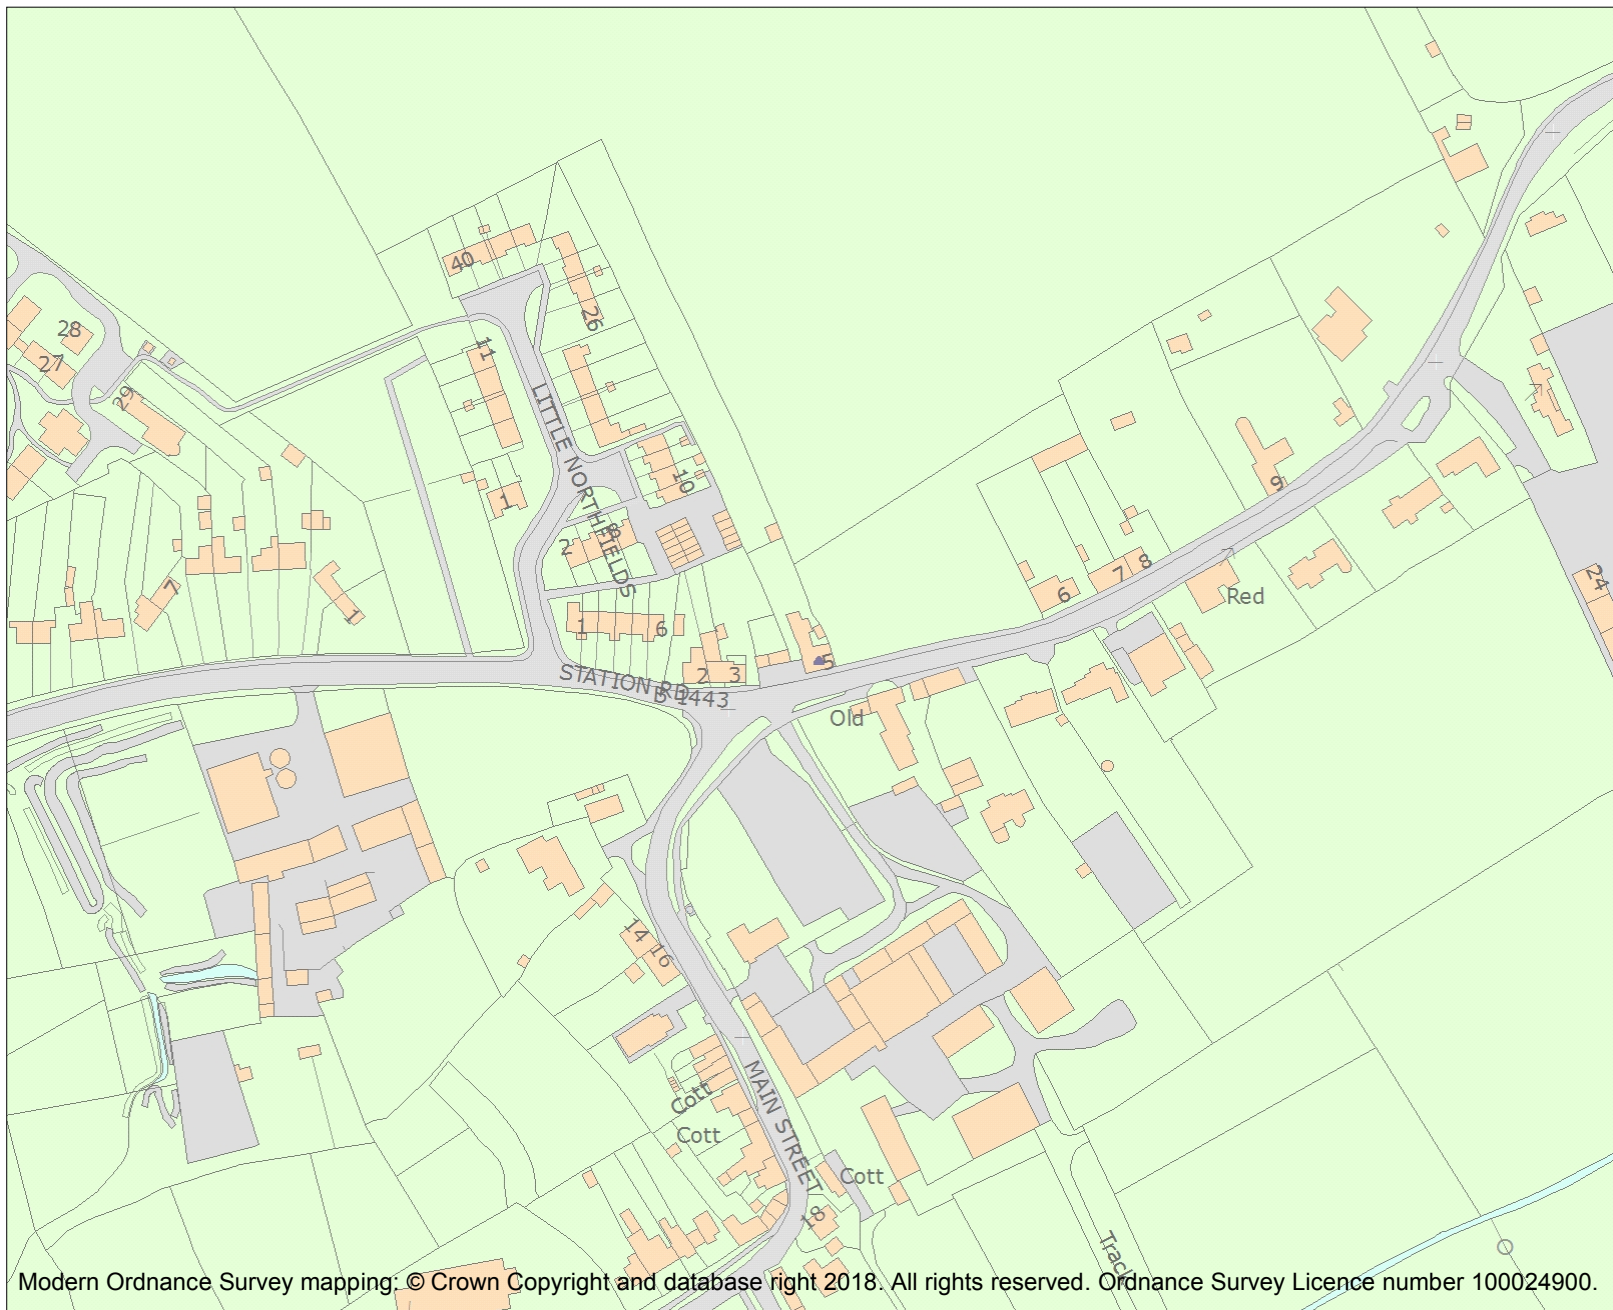 40
26
28
27
11
29
LITTLE NORTHFIELDS
10
1
9
8
2
7
8
7
6
Red
24
1
1
6
5
2
3
STATION RD
B 1443
Old
14
16
MAIN STREET
Cott
Cott
Cott
18
Track
Modern Ordnance Survey mapping: © Crown Copyright and database right 2018. All rights reserved. Ordnance Survey Licence number 100024900.